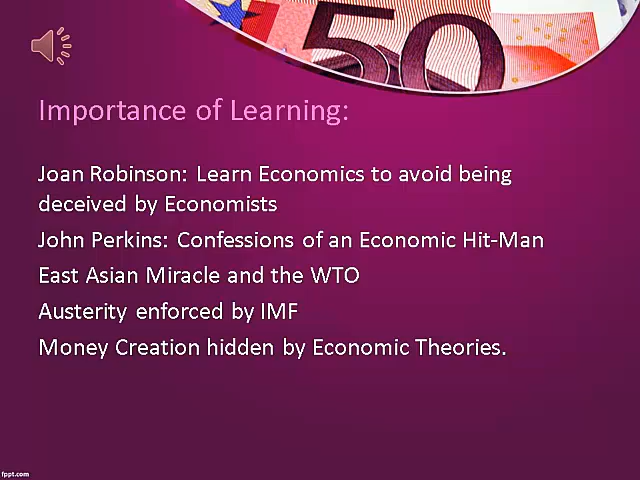 50
Importance of Learning:
Joan Robinson: Learn Economics to avoid being
deceived by Economists
John Perkins: Confessions of an Economic Hit-Man
East Asian Miracle and the WTO
Austerity enforced by IMF
Money Creation hidden by Economic Theories.
fppt.com